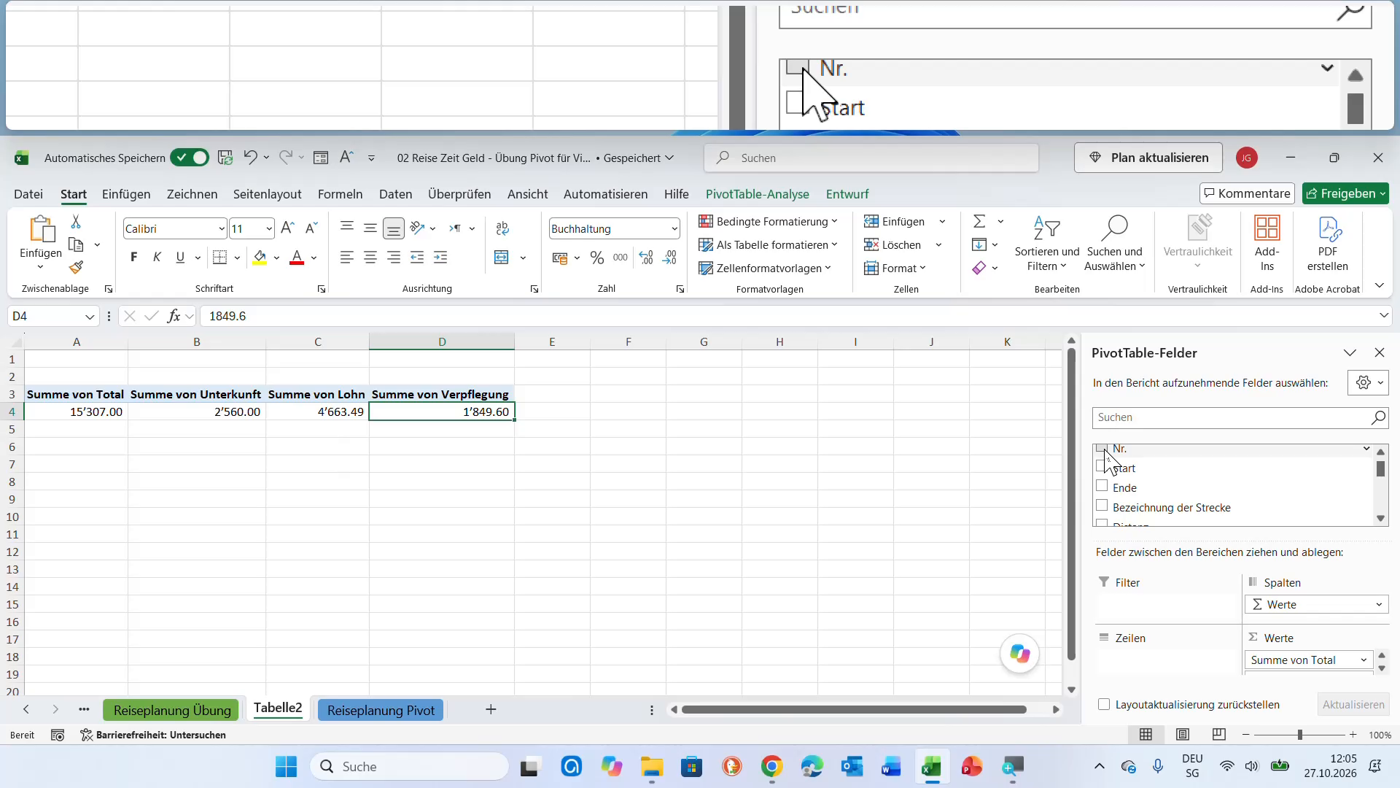 Suchen
Nr.
Start
Automatisches Speichern
02 Reise Zeit Geld - Übung Pivot für Vi... • Gespeichert
Suchen
Plan aktualisieren
JG
Datei Start Einfügen Zeichnen Seitenlayout Formeln Daten Überprüfen Ansicht Automatisieren Hilfe PivotTable-Analyse Entwurf
Kommentare
Freigeben
Einfügen
Zwischenablage
Calibri
11
F K U
Schriftart
Ausrichtung
Buchhaltung
% 000
Zahl
Bedingte Formatierung
Als Tabelle formatieren
Zellenformatvorlagen
Formatvorlagen
Einfügen
Löschen
Format
Zellen
Sortieren und Filtern
Suchen und Auswählen
Bearbeiten
Vertraulichkeit
Vertraulichkeit
Add-Ins
Add-Ins
PDF erstellen
Adobe Acrobat
D4
fx
1849.6
A B C D E F G H I J K
1
2
3 Summe von Total Summe von Unterkunft Summe von Lohn Summe von Verpflegung
4 15’307.00 2’560.00 4’663.49 1’849.60
5
6
7
8
9
10
11
12
13
14
15
16
17
18
19
20
PivotTable-Felder
In den Bericht aufzunehmende Felder auswählen:
Suchen
Nr.
Start
Ende
Bezeichnung der Strecke
Distanz
Felder zwischen den Bereichen ziehen und ablegen:
Filter
Spalten
Σ Werte
Zeilen
Σ Werte
Summe von Total
Layoutaktualisierung zurückstellen
Aktualisieren
Reiseplanung Übung Tabelle2 Reiseplanung Pivot
Bereit
Barrierefreiheit: Untersuchen
100%
Suche
DEU
SG
12:05
27.10.2026